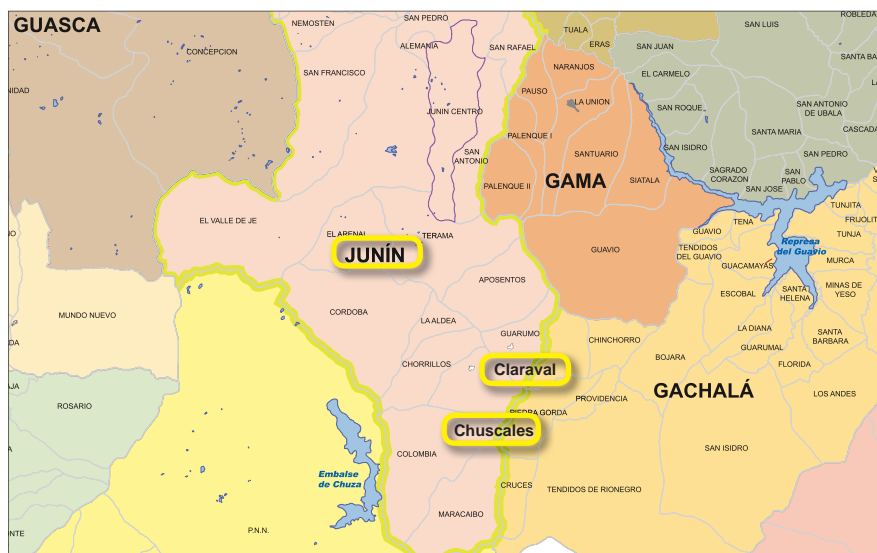 GUASCA
NEMOSTEN
SAN PEDRO
TUALA
SAN LUIS
ROBLEDA
CONCEPCION
ALEMANIA
SAN RAFAEL
ERAS
SAN JUAN
SANTA BA
SAN FRANCISCO
NARANJOS
EL CARMELO
NIDAD
PAUSO
LA UNION
SAN ROQUE
SAN ANTONIO
DE UBALA
JUNIN CENTRO
PALENQUE I
SANTA MARIA
CASCADA
SAN
ANTONIO
SANTUARIO
SAN ISIDRO
SAN PEDRO
PALENQUE II
GAMA
SIATALA
SAGRADO
CORAZON
SAN
PABLO
SAN JOSE
EL VALLE DE JE
TUNJITA
FRIJOLIT
EL ARENAL
TERAMA
GUAVIO
TENA
TUNJA
JUNÍN
GUAVIO
TENDIDOS
DEL GUAVIO
Represa
del Guavio
GUACAMAYAS
MURCA
APOSENTOS
ESCOBAL
SANTA
HELENA
MINAS DE
YESO
MUNDO NUEVO
CORDOBA
LA ALDEA
GUARUMO
CHINCHORRO
LA DIANA
SANTA
BARBARA
GUARUMAL
BOJARA
CHORRILLOS
Claraval
FLORIDA
GACHALÁ
LOS ANDES
AJA
ROSARIO
PROVIDENCIA
PIEDRA GORDA
Chuscales
COLOMBIA
SAN ISIDRO
Embalse
de Chuza
CRUCES
TENDIDOS DE RIONEGRO
MARACAIBO
P.N.N.
NTE